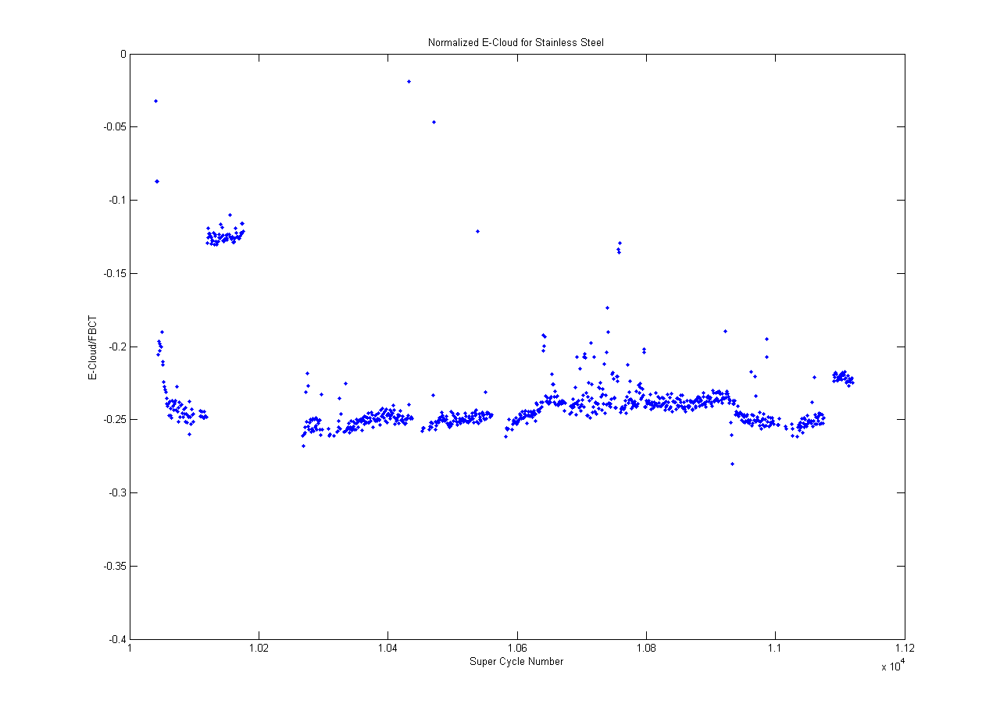 Normalized E-Cloud for Stainless Steel
0
-0.05
-0.1
-0.15
-0.2
-0.25
-0.3
-0.35
-0.4
E-Cloud/FBCT
1 1.02 1.04 1.06 1.08 1.1 1.12
Super Cycle Number
x 10^4